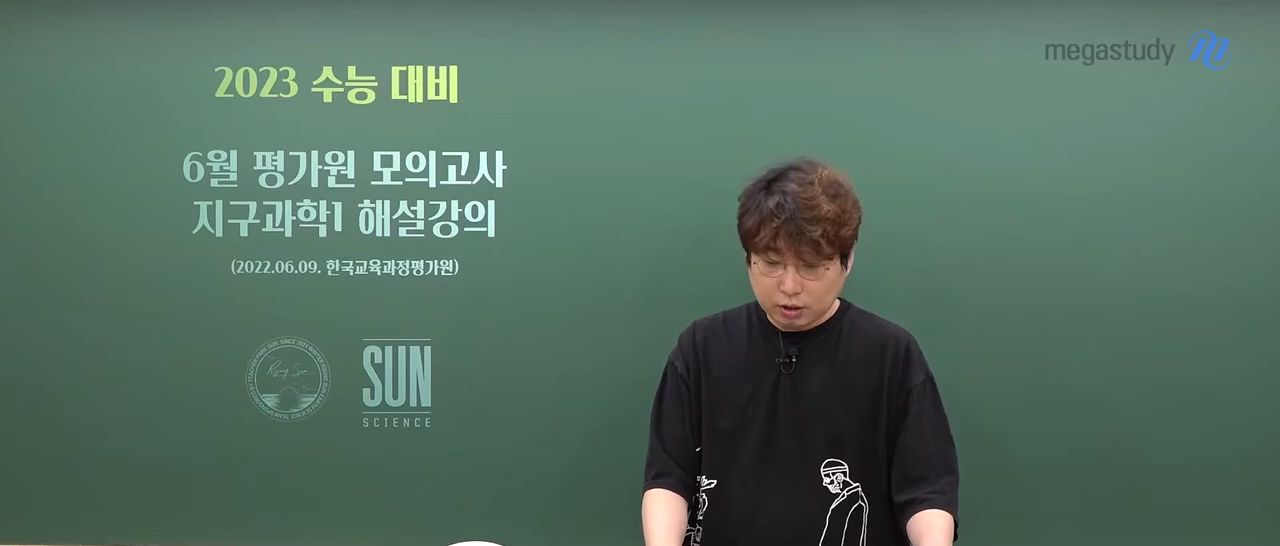 megastudy
2023 수능 대비
6월 평가원 모의고사
지구과학1 해설강의
(2022.06.09. 한국교육과정평가원)
Rising Sun
SUN
SCIENCE